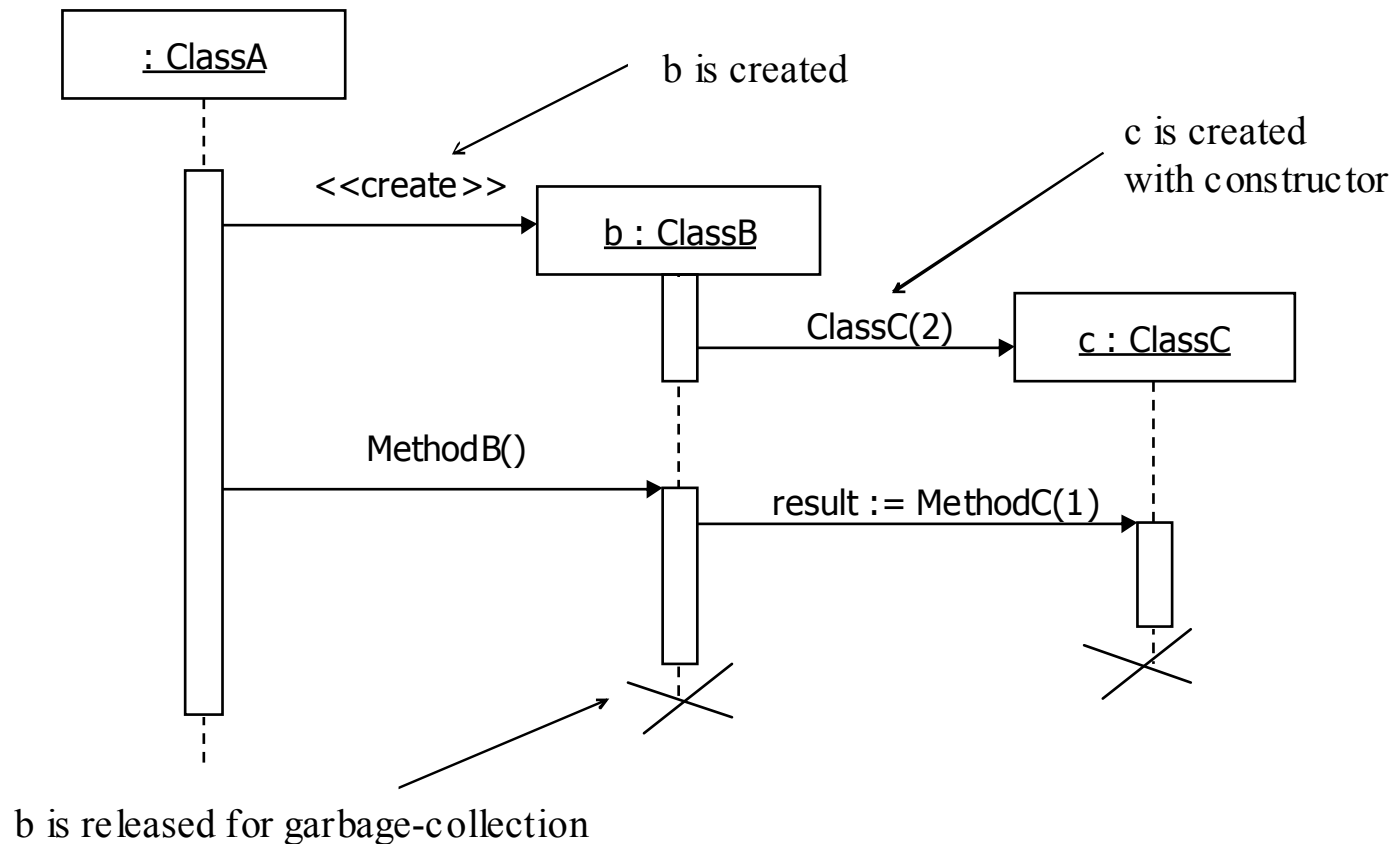 : ClassA
b is created
c is created
with constructor
<<create>>
b : ClassB
ClassC(2)
c : ClassC
MethodB()
result := MethodC(1)
b is released for garbage-collection